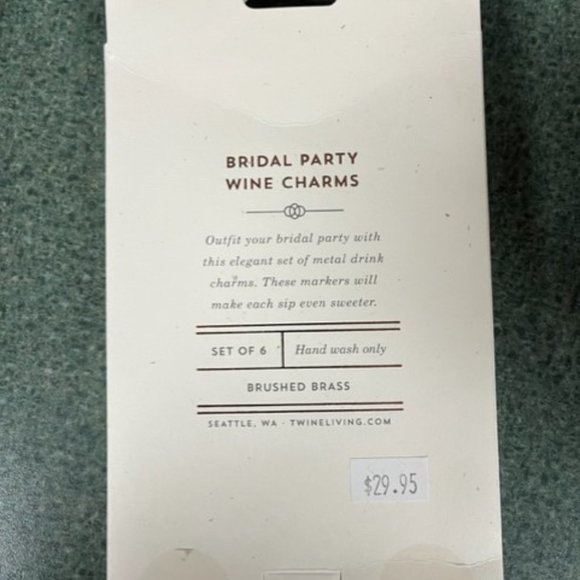 BRIDAL PARTY
WINE CHARMS
Outfit your bridal party with
this elegant set of metal drink
charms. These markers will
make each sip even sweeter.
SET OF 6 Hand wash only
BRUSHED BRASS
SEATTLE, WA · TWINELIVING.COM
$29.95